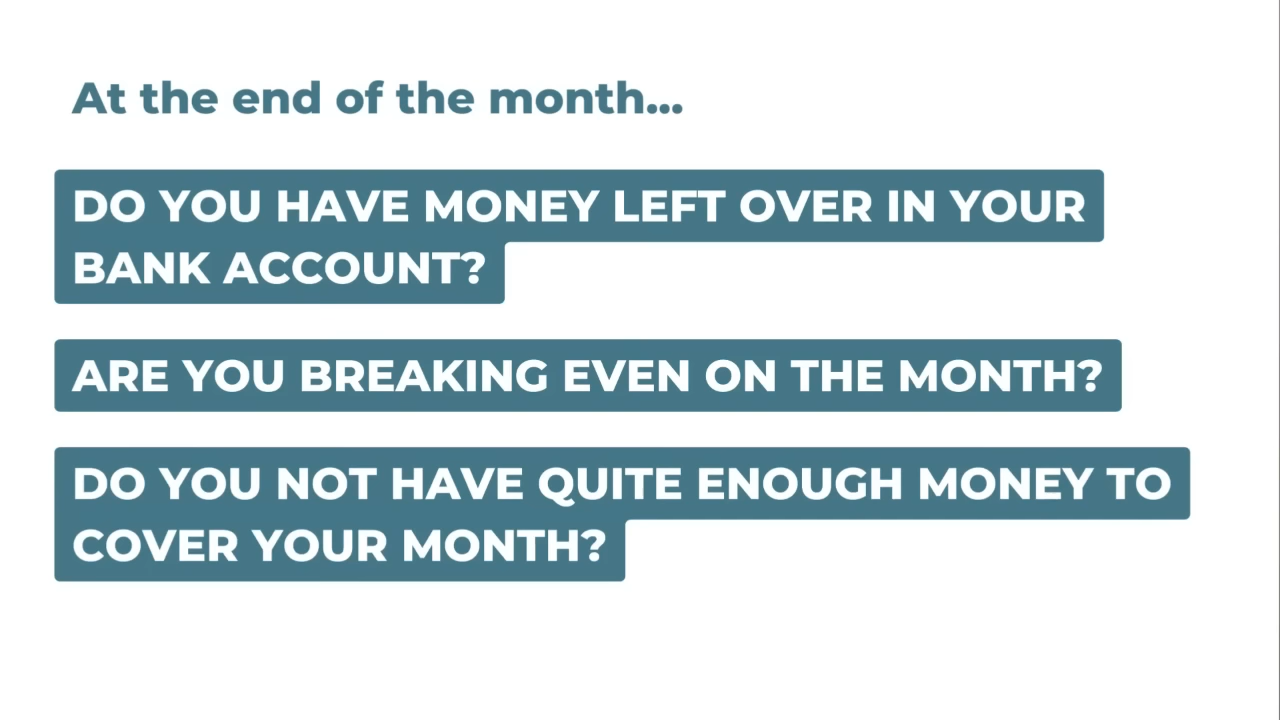 At the end of the month...
DO YOU HAVE MONEY LEFT OVER IN YOUR
BANK ACCOUNT?
ARE YOU BREAKING EVEN ON THE MONTH?
DO YOU NOT HAVE QUITE ENOUGH MONEY TO
COVER YOUR MONTH?